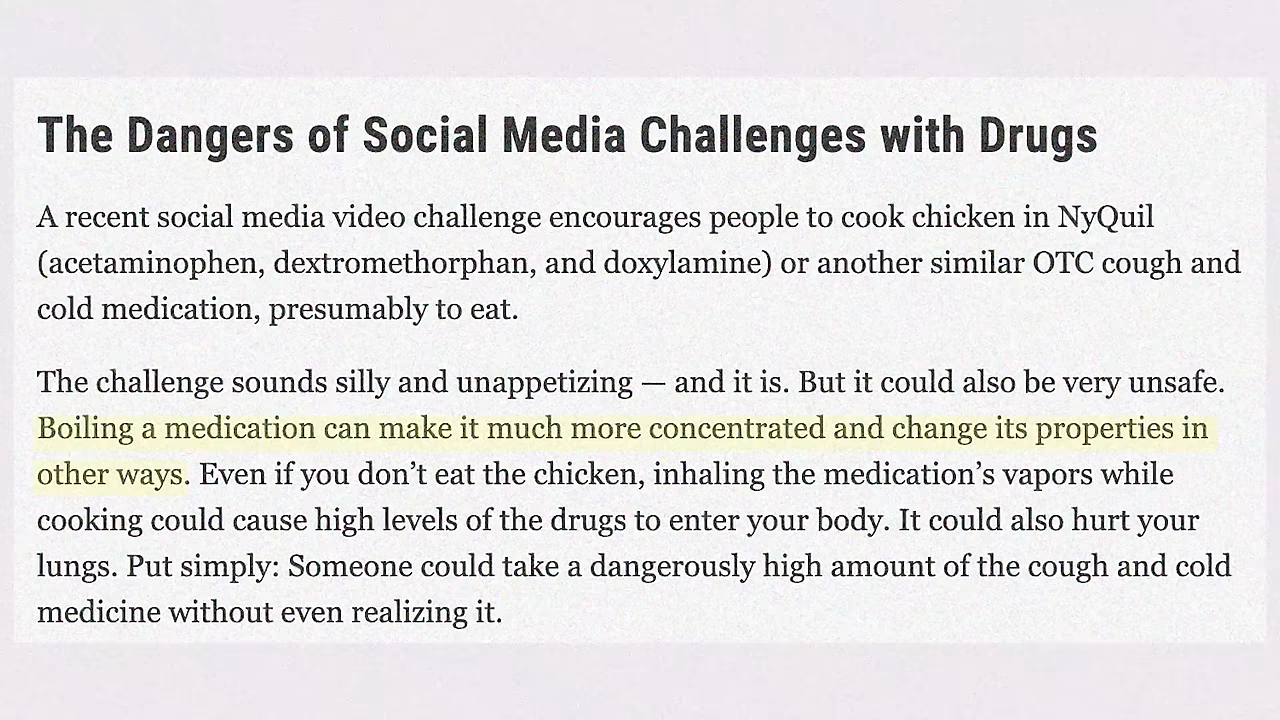 The Dangers of Social Media Challenges with Drugs
A recent social media video challenge encourages people to cook chicken in NyQuil
(acetaminophen, dextromethorphan, and doxylamine) or another similar OTC cough and
cold medication, presumably to eat.
The challenge sounds silly and unappetizing — and it is. But it could also be very unsafe.
Boiling a medication can make it much more concentrated and change its properties in
other ways. Even if you don’t eat the chicken, inhaling the medication’s vapors while
cooking could cause high levels of the drugs to enter your body. It could also hurt your
lungs. Put simply: Someone could take a dangerously high amount of the cough and cold
medicine without even realizing it.